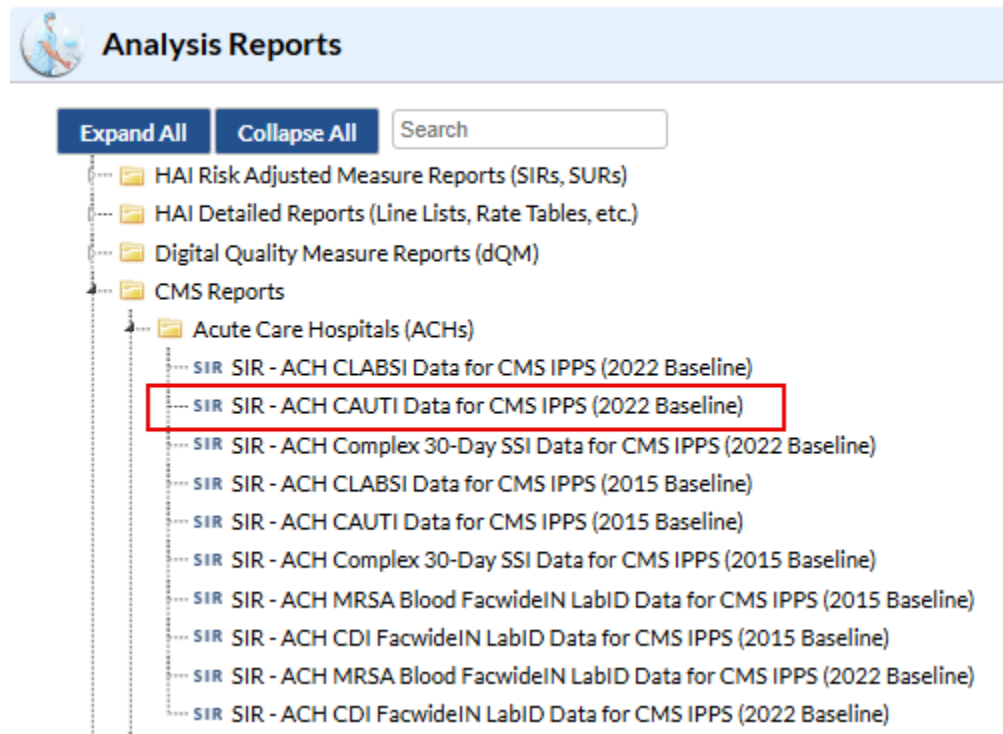 Analysis Reports
Expand All Collapse All Search
HAI Risk Adjusted Measure Reports (SIRs, SURs)
HAI Detailed Reports (Line Lists, Rate Tables, etc.)
Digital Quality Measure Reports (dQM)
CMS Reports
Acute Care Hospitals (ACHs)
SIR SIR - ACH CLABSI Data for CMS IPPS (2022 Baseline)
SIR SIR - ACH CAUTI Data for CMS IPPS (2022 Baseline)
SIR SIR - ACH Complex 30-Day SSI Data for CMS IPPS (2022 Baseline)
SIR SIR - ACH CLABSI Data for CMS IPPS (2015 Baseline)
SIR SIR - ACH CAUTI Data for CMS IPPS (2015 Baseline)
SIR SIR - ACH Complex 30-Day SSI Data for CMS IPPS (2015 Baseline)
SIR SIR - ACH MRSA Blood FacwideIN LabID Data for CMS IPPS (2015 Baseline)
SIR SIR - ACH CDI FacwideIN LabID Data for CMS IPPS (2015 Baseline)
SIR SIR - ACH MRSA Blood FacwideIN LabID Data for CMS IPPS (2022 Baseline)
SIR SIR - ACH CDI FacwideIN LabID Data for CMS IPPS (2022 Baseline)